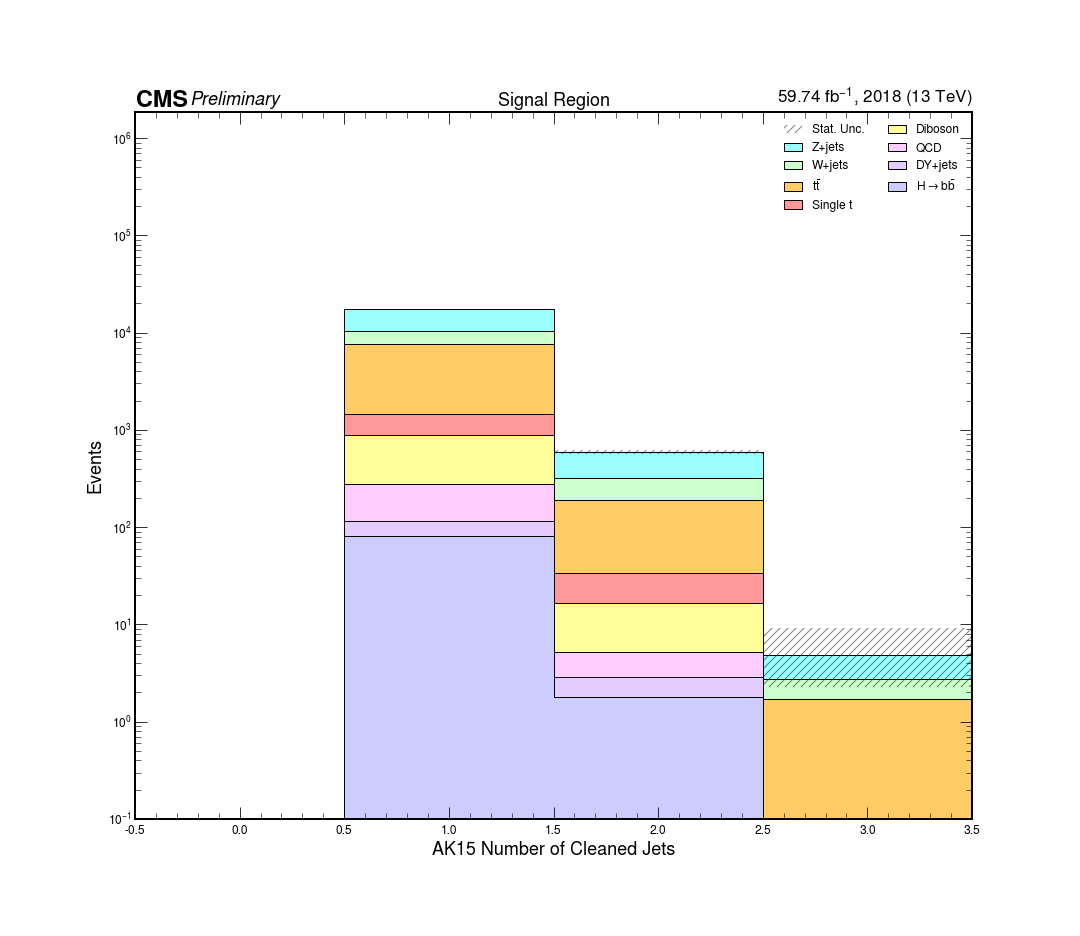 CMS Preliminary Signal Region 59.74 fb⁻¹, 2018 (13 TeV)
Stat. Unc. Diboson
Z+jets QCD
W+jets DY+jets
tt̄ H→bb̄
Single t
10⁶
10⁵
10⁴
10³
10²
10¹
10⁰
10⁻¹
Events
-0.5 0.0 0.5 1.0 1.5 2.0 2.5 3.0 3.5
AK15 Number of Cleaned Jets